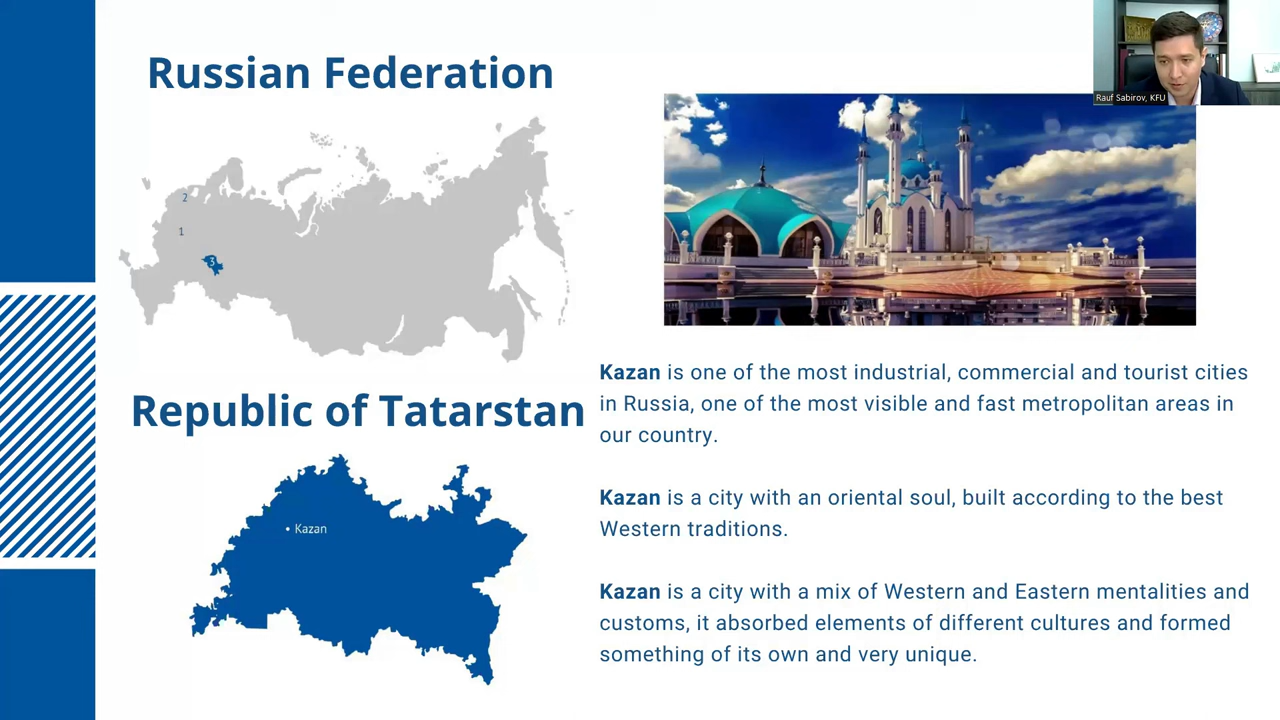 Russian Federation
2
1
3
Republic of Tatarstan
Kazan
Rauf Sabirov, KFU
Kazan is one of the most industrial, commercial and tourist cities
in Russia, one of the most visible and fast metropolitan areas in
our country.
Kazan is a city with an oriental soul, built according to the best
Western traditions.
Kazan is a city with a mix of Western and Eastern mentalities and
customs, it absorbed elements of different cultures and formed
something of its own and very unique.